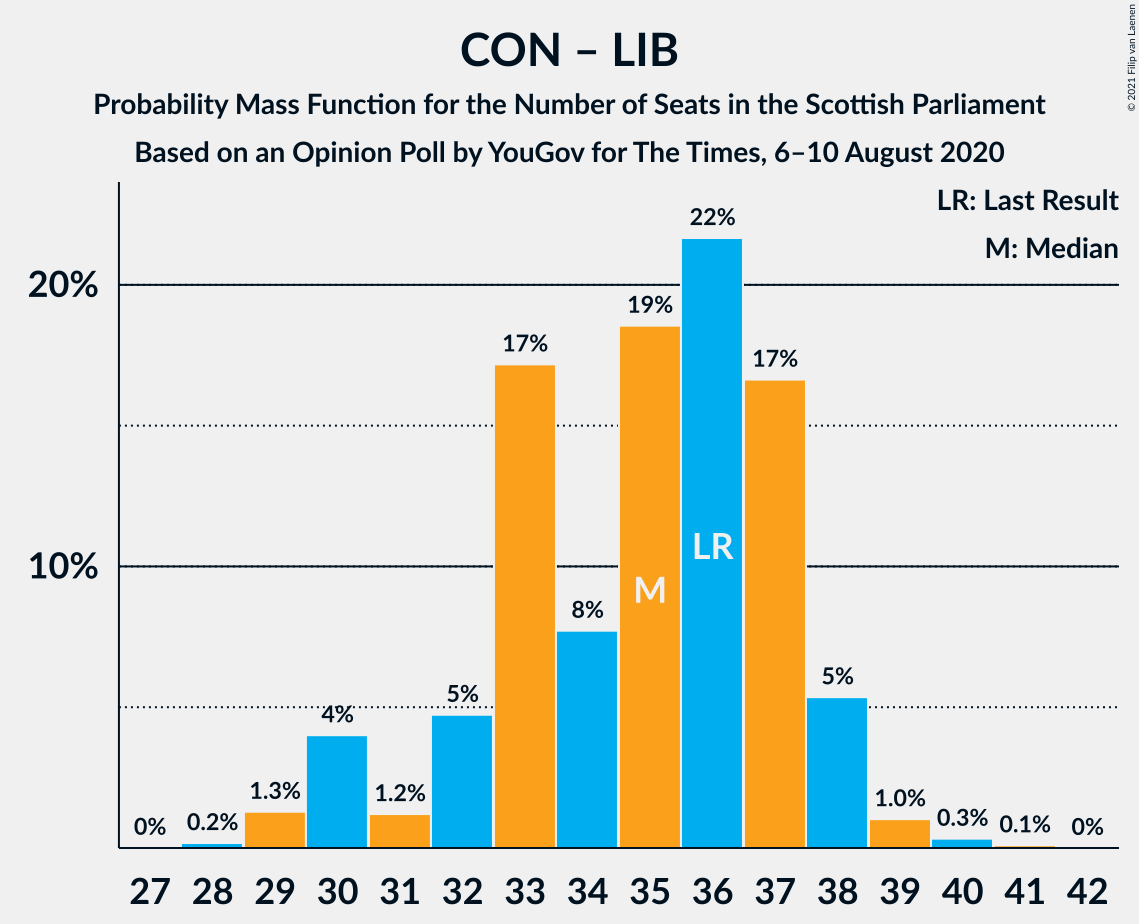 CON – LIB
Probability Mass Function for the Number of Seats in the Scottish Parliament
Based on an Opinion Poll by YouGov for The Times, 6–10 August 2020
© 2021 Filip van Laenen
LR: Last Result
M: Median
20%
10%
0%
0.2%
1.3%
4%
1.2%
5%
17%
8%
19%
22%
17%
5%
1.0%
0.3%
0.1%
0%
M
LR
27 28 29 30 31 32 33 34 35 36 37 38 39 40 41 42